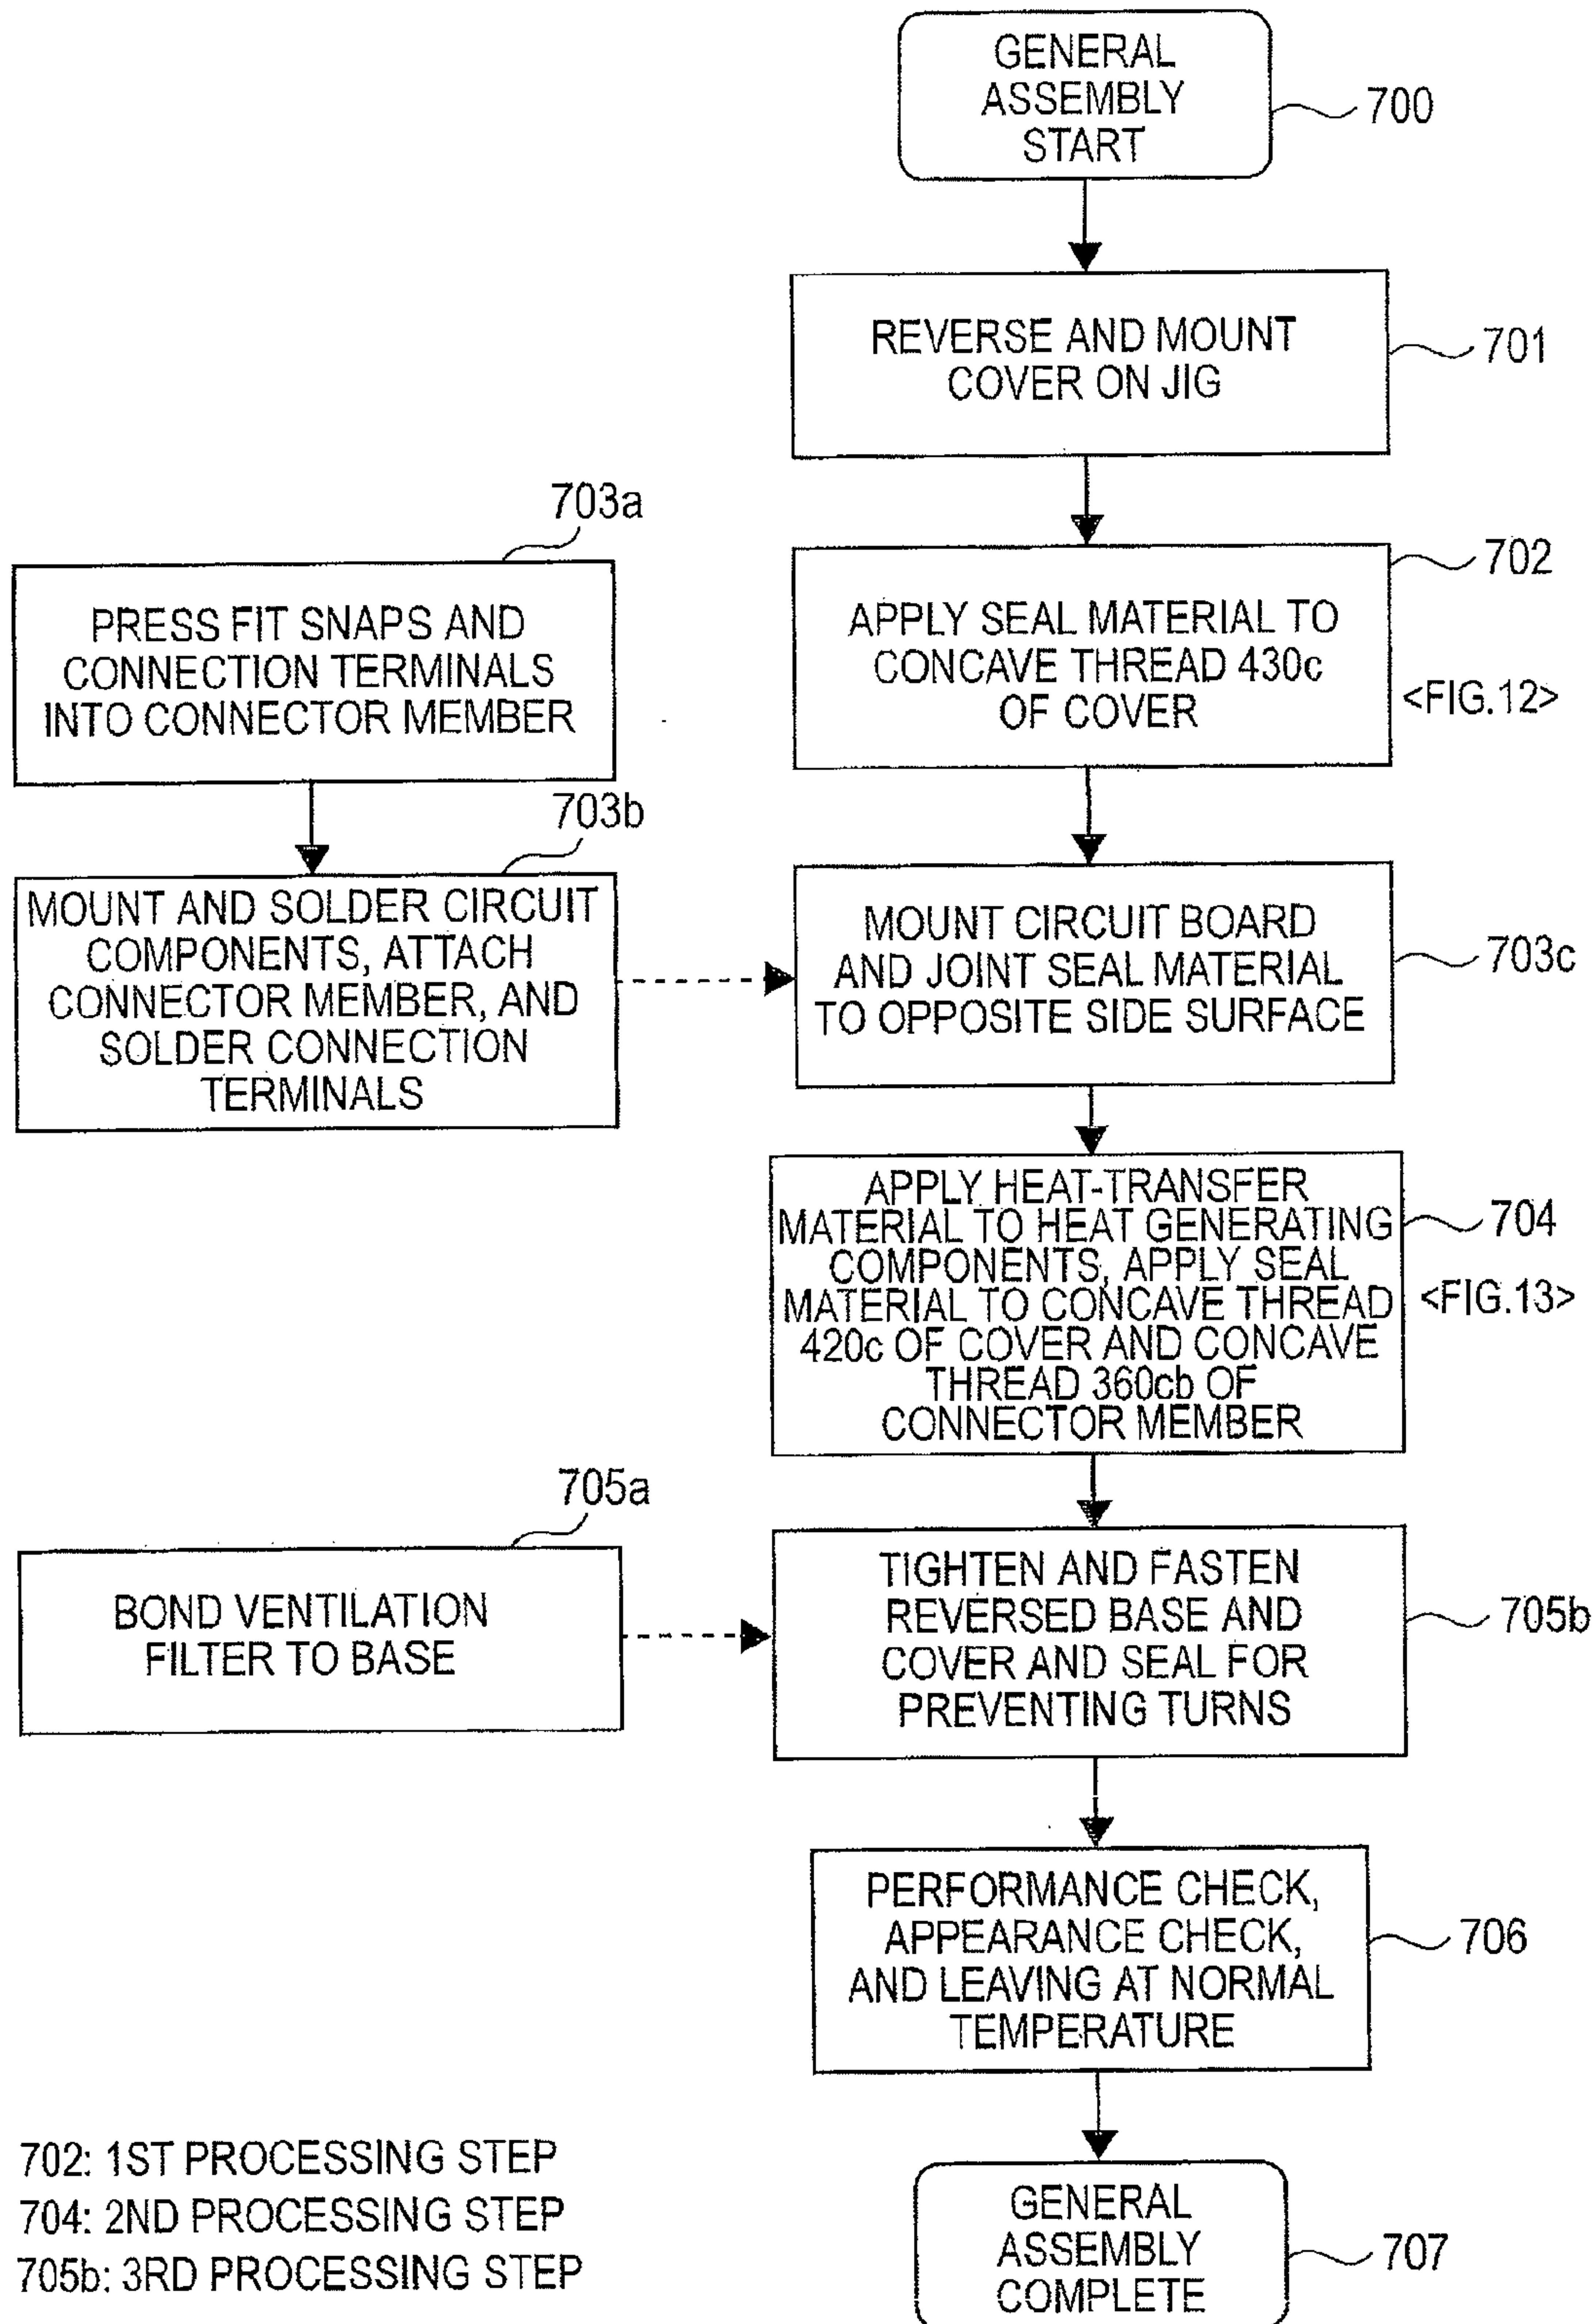 GENERAL
ASSEMBLY
START
700
REVERSE AND MOUNT
COVER ON JIG
701
703a
PRESS FIT SNAPS AND
CONNECTION TERMINALS
INTO CONNECTOR MEMBER
702
APPLY SEAL MATERIAL TO
CONCAVE THREAD 430c
OF COVER
<FIG.12>
703b
MOUNT AND SOLDER CIRCUIT
COMPONENTS, ATTACH
CONNECTOR MEMBER, AND
SOLDER CONNECTION
TERMINALS
MOUNT CIRCUIT BOARD
AND JOINT SEAL MATERIAL
TO OPPOSITE SIDE SURFACE
703c
APPLY HEAT-TRANSFER
MATERIAL TO HEAT GENERATING
COMPONENTS, APPLY SEAL
MATERIAL TO CONCAVE THREAD
420c OF COVER AND CONCAVE
THREAD 360cb OF
CONNECTOR MEMBER
704
<FIG.13>
705a
BOND VENTILATION
FILTER TO BASE
TIGHTEN AND FASTEN
REVERSED BASE AND
COVER AND SEAL FOR
PREVENTING TURNS
705b
PERFORMANCE CHECK,
APPEARANCE CHECK,
AND LEAVING AT NORMAL
TEMPERATURE
706
702: 1ST PROCESSING STEP
704: 2ND PROCESSING STEP
705b: 3RD PROCESSING STEP
GENERAL
ASSEMBLY
COMPLETE
707